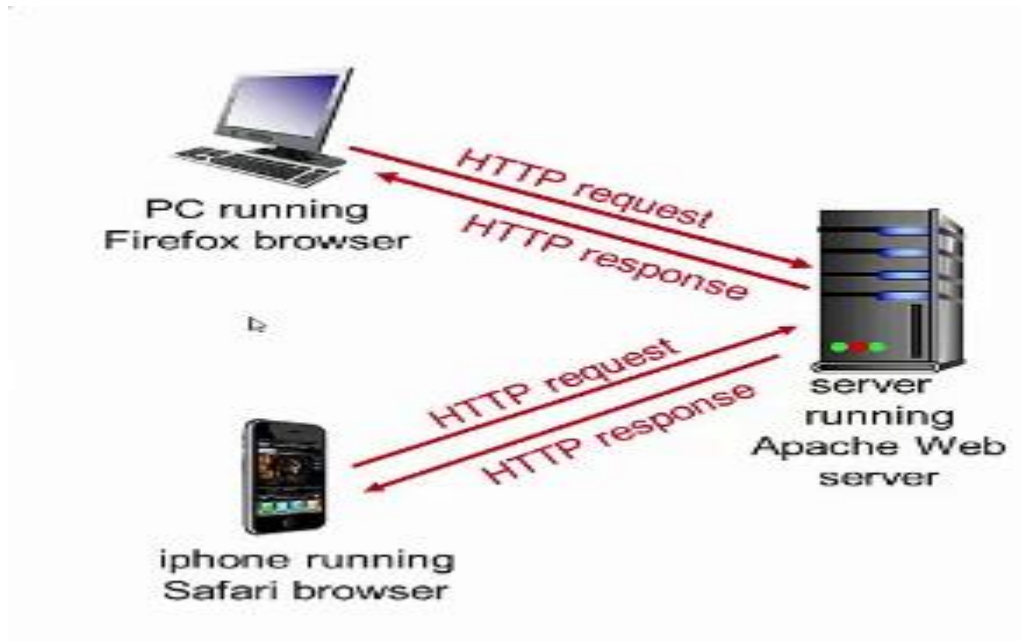 HTTP request
HTTP response
PC running
Firefox browser
HTTP request
HTTP response
server
running
Apache Web
server
iphone running
Safari browser